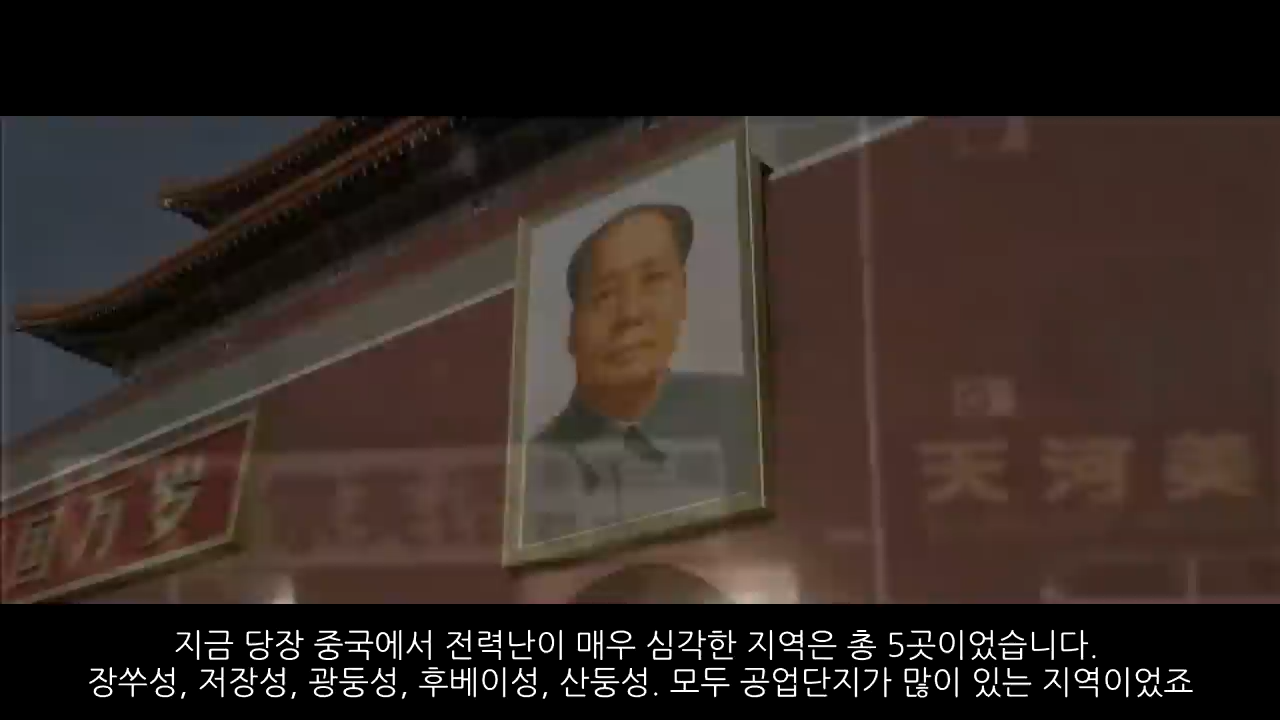 国万岁
天河美
지금 당장 중국에서 전력난이 매우 심각한 지역은 총 5곳이었습니다.
장쑤성, 저장성, 광둥성, 후베이성, 산둥성. 모두 공업단지가 많이 있는 지역이었죠